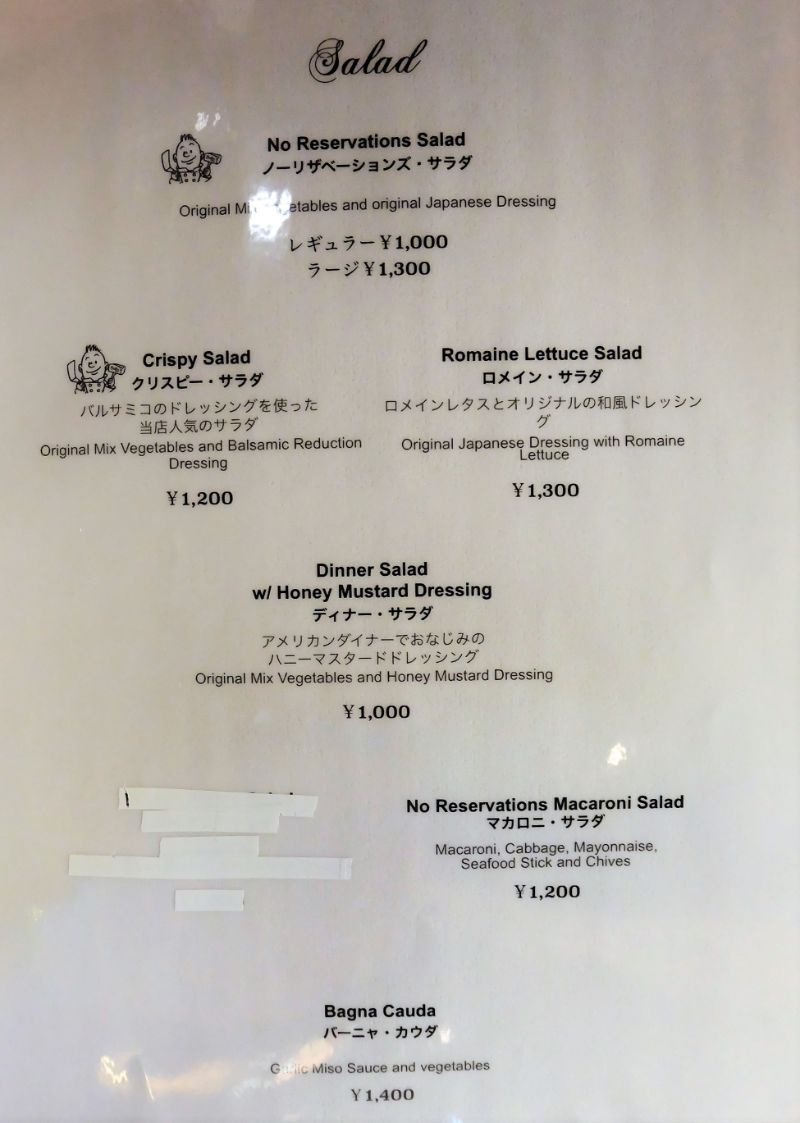 Salad
No Reservations Salad
ノーリザベーションズ・サラダ
Original and original Japanese Dressing
レギュラー￥1,000
ラージ￥1,300
Crispy Salad
クリスピー・サラダ
バルサミコのドレッシングを使った
当店人気のサラダ
Original Mix Vegetables and Balsamic Reduction
Dressing
￥1,200
Romaine Lettuce Salad
ロメイン・サラダ
ロメインレタスとオリジナルの和風ドレッシン
グ
Original Japanese Dressing with Romaine
Lettuce
￥1,300
Dinner Salad
w/ Honey Mustard Dressing
ディナー・サラダ
アメリカンダイナーでおなじみの
ハニーマスタードドレッシング
Original Mix Vegetables and Honey Mustard Dressing
￥1,000
No Reservations Macaroni Salad
マカロニ・サラダ
Macaroni, Cabbage, Mayonnaise,
Seafood Stick and Chives
￥1,200
Bagna Cauda
バーニャ・カウダ
Miso Sauce and vegetables
￥1,400